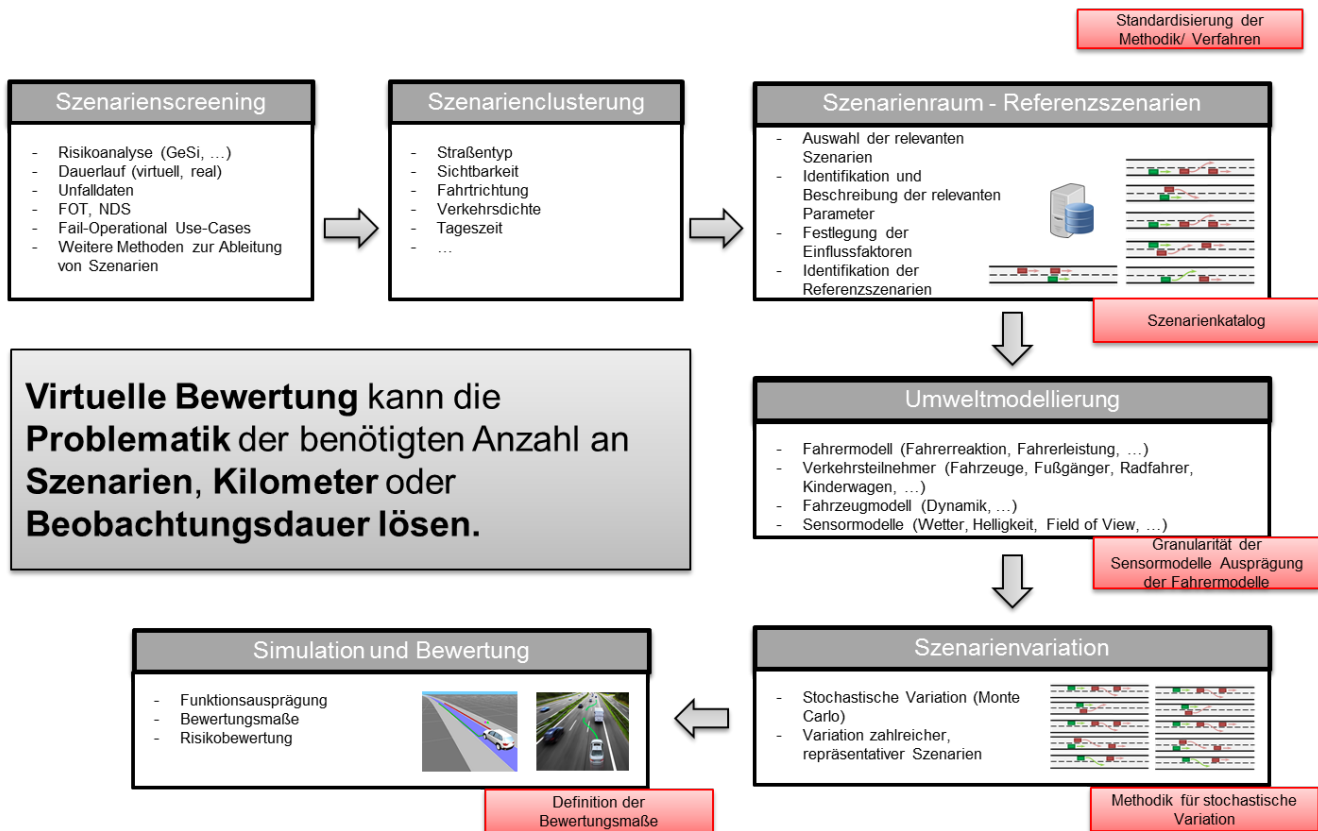 Standardisierung der
Methodik/ Verfahren
Szenarienscreening
- Risikoanalyse (GeSi, …)
- Dauerlauf (virtuell, real)
- Unfalldaten
- FOT, NDS
- Fail-Operational Use-Cases
- Weitere Methoden zur Ableitung
von Szenarien
Szenarienclusterung
- Straßentyp
- Sichtbarkeit
- Fahrtrichtung
- Verkehrsdichte
- Tageszeit
- …
Szenarienraum - Referenzszenarien
- Auswahl der relevanten
Szenarien
- Identifikation und
Beschreibung der relevanten
Parameter
- Festlegung der
Einflussfaktoren
- Identifikation der
Referenzszenarien
Szenarienkatalog
Virtuelle Bewertung kann die
Problematik der benötigten Anzahl an
Szenarien, Kilometer oder
Beobachtungsdauer lösen.
Umweltmodellierung
- Fahrermodell (Fahrerreaktion, Fahrerleistung, …)
- Verkehrsteilnehmer (Fahrzeuge, Fußgänger, Radfahrer,
Kinderwagen, …)
- Fahrzeugmodell (Dynamik, …)
- Sensormodelle (Wetter, Helligkeit, Field of View, …)
Granularität der
Sensormodelle Ausprägung
der Fahrermodelle
Szenarienvariation
- Stochastische Variation (Monte
Carlo)
- Variation zahlreicher,
repräsentativer Szenarien
Methodik für stochastische
Variation
Simulation und Bewertung
- Funktionsausprägung
- Bewertungsmaße
- Risikobewertung
Definition der
Bewertungsmaße